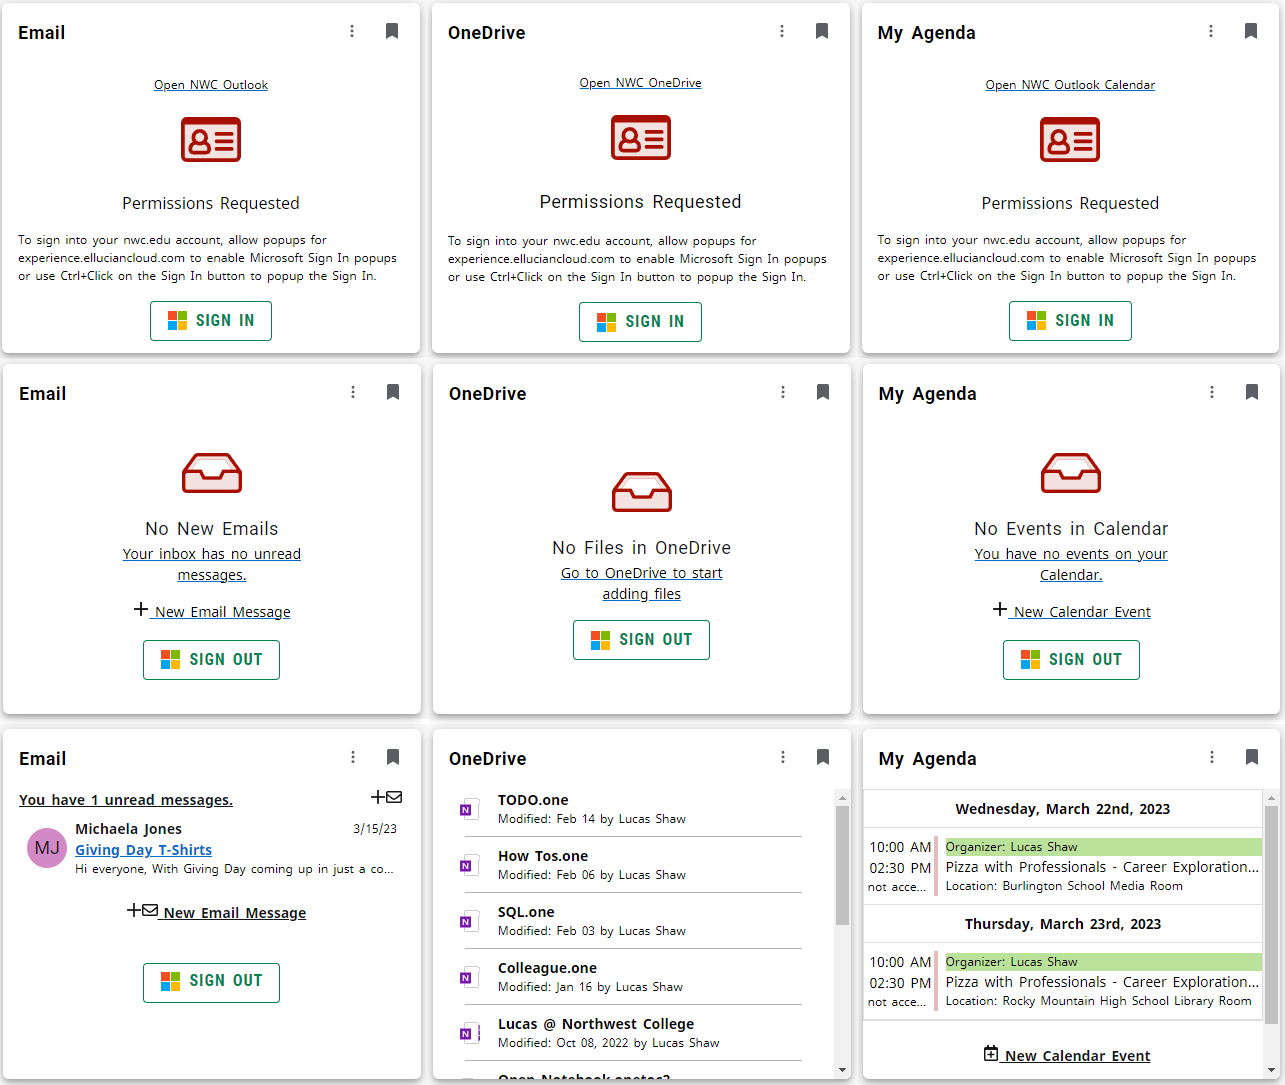 Email
Open NWC Outlook
Permissions Requested
To sign into your nwc.edu account, allow popups for
experience.elluciancloud.com to enable Microsoft Sign In popups
or use Ctrl+Click on the Sign In button to popup the Sign In.
SIGN IN
OneDrive
Open NWC OneDrive
Permissions Requested
To sign into your nwc.edu account, allow popups for
experience.elluciancloud.com to enable Microsoft Sign In popups
or use Ctrl+Click on the Sign In button to popup the Sign In.
SIGN IN
My Agenda
Open NWC Outlook Calendar
Permissions Requested
To sign into your nwc.edu account, allow popups for
experience.elluciancloud.com to enable Microsoft Sign In popups
or use Ctrl+Click on the Sign In button to popup the Sign In.
SIGN IN
Email
No New Emails
Your inbox has no unread
messages.
New Email Message
SIGN OUT
OneDrive
No Files in OneDrive
Go to OneDrive to start
adding files
SIGN OUT
My Agenda
No Events in Calendar
You have no events on your
Calendar.
New Calendar Event
SIGN OUT
Email
You have 1 unread messages.
MJ
Michaela Jones 3/15/23
Giving Day T-Shirts
Hi everyone, With Giving Day coming up in just a co...
New Email Message
SIGN OUT
OneDrive
N TODO.one
Modified: Feb 14 by Lucas Shaw
N How Tos.one
Modified: Feb 06 by Lucas Shaw
N SQL.one
Modified: Feb 03 by Lucas Shaw
N Colleague.one
Modified: Jan 16 by Lucas Shaw
N Lucas @ Northwest College
Modified: Oct 08, 2022 by Lucas Shaw
Open Notebook.onetoc2
My Agenda
Wednesday, March 22nd, 2023
10:00 AM Organizer: Lucas Shaw
02:30 PM Pizza with Professionals - Career Exploration...
not acce... Location: Burlington School Media Room
Thursday, March 23rd, 2023
10:00 AM Organizer: Lucas Shaw
02:30 PM Pizza with Professionals - Career Exploration...
not acce... Location: Rocky Mountain High School Library Room
New Calendar Event